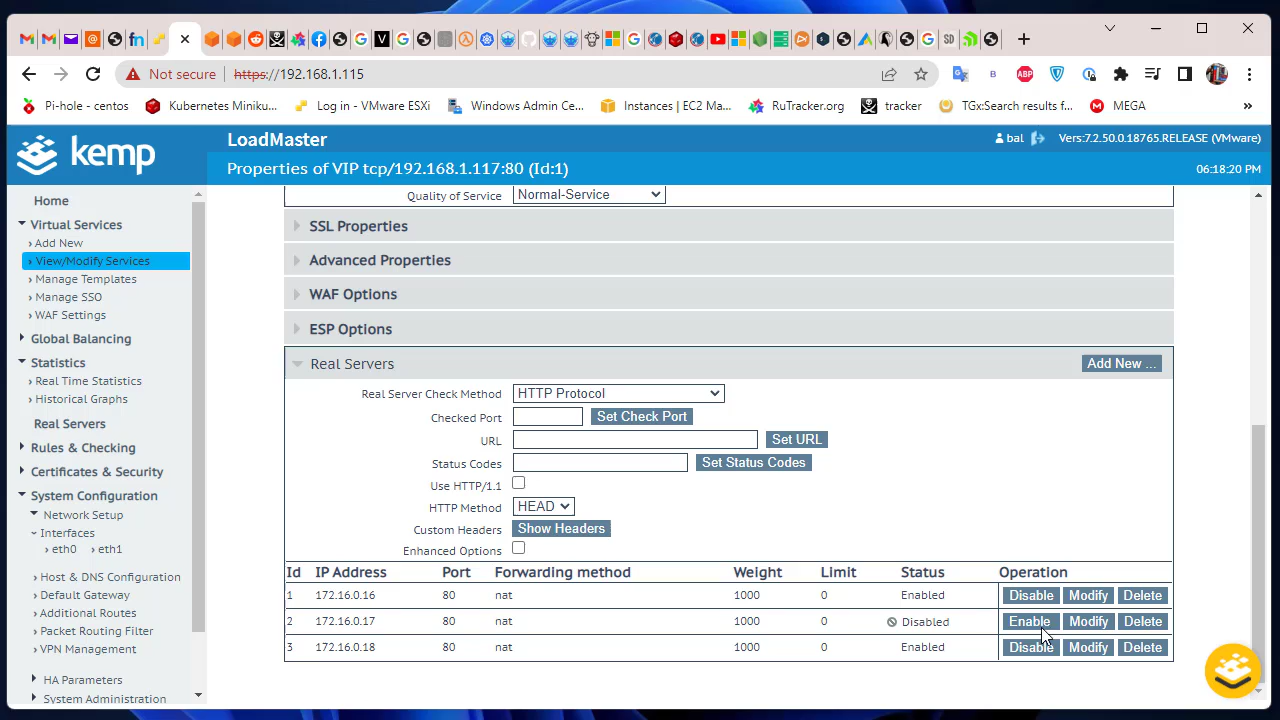 Not secure https://192.168.1.115
Pi-hole - centos Kubernetes Miniku... Log in - VMware ESXi Windows Admin Ce... Instances | EC2 Ma... RuTracker.org tracker TGx:Search results f... MEGA »
kemp
LoadMaster
bal
Vers:7.2.50.0.18765.RELEASE (VMware)
Properties of VIP tcp/192.168.1.117:80 (Id:1)
06:18:20 PM
Home
Virtual Services
Add New
View/Modify Services
Manage Templates
Manage SSO
WAF Settings
Global Balancing
Statistics
Real Time Statistics
Historical Graphs
Real Servers
Rules & Checking
Certificates & Security
System Configuration
Network Setup
Interfaces
eth0 eth1
Host & DNS Configuration
Default Gateway
Additional Routes
Packet Routing Filter
VPN Management
HA Parameters
System Administration
Quality of Service Normal-Service
SSL Properties
Advanced Properties
WAF Options
ESP Options
Real Servers Add New ...
Real Server Check Method HTTP Protocol
Checked Port Set Check Port
URL Set URL
Status Codes Set Status Codes
Use HTTP/1.1
HTTP Method HEAD
Custom Headers Show Headers
Enhanced Options
Id IP Address Port Forwarding method Weight Limit Status Operation
1 172.16.0.16 80 nat 1000 0 Enabled Disable Modify Delete
2 172.16.0.17 80 nat 1000 0 Disabled Enable Modify Delete
3 172.16.0.18 80 nat 1000 0 Enabled Disable Modify Delete